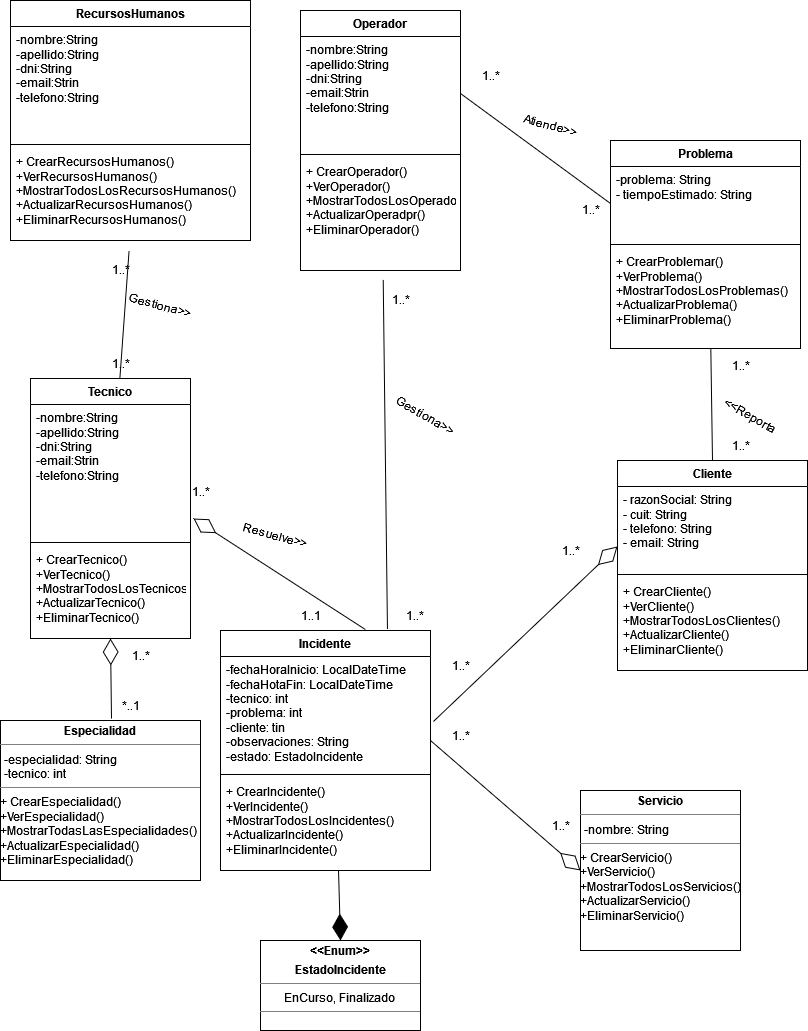 RecursosHumanos
-nombre:String
-apellido:String
-dni:String
-email:Strin
-telefono:String
+ CrearRecursosHumanos()
+VerRecursosHumanos()
+MostrarTodosLosRecursosHumanos()
+ActuallizarRecursosHumanos()
+EliminarRecursosHumanos()
Operador
-nombre:String
-apellido:String
-dni:String
-email:Strin
-telefono:String
+ CrearOperador()
+VerOperador()
+MostrarTodosLosOperado
+ActualizarOperadpr()
+EliminarOperador()
1..*
Atiende>>
1..*
Problema
-problema: String
- tiempoEstimado: String
+ CrearProblemar()
+VerProblema()
+MostrarTodosLosProblemas()
+ActualizarProblema()
+EliminarProblema()
1..*
Gestiona>>
1..*
1..*
Gestiona>>
1..*
1..*
<<Reporta
1..*
Tecnico
-nombre:String
-apellido:String
-dni:String
-email:Strin
-telefono:String
+ CrearTecnico()
+VerTecnico()
+MostrarTodosLosTecnicos
+ActualizarTecnico()
+EliminarTecnico()
1..*
Resuelve>>
1..1
Cliente
- razonSocial: String
- cuit: String
- telefono: String
- email: String
+ CrearCliente()
+VerCliente()
+MostrarTodosLosClientes()
+ActualizarCliente()
+EliminarCliente()
1..*
1..*
1..*
*..1
Incidente
-fechaHoraInicio: LocalDateTime
-fechaHotaFin: LocalDateTime
-tecnico: int
-problema: int
-cliente: tin
-observaciones: String
-estado: EstadoIncidente
+ CrearIncidente()
+VerIncidente()
+MostrarTodosLosIncidentes()
+ActualizarIncidente()
+EliminarIncidente()
Especialidad
-especialidad: String
-tecnico: int
+ CrearEspecialidad()
+VerEspecialidad()
+MostrarTodasLasEspecialidades()
+ActualizarEspecialidad()
+EliminarEspecialidad()
1..*
1..*
Servicio
-nombre: String
+ CrearServicio()
+VerServicio()
+MostrarTodosLosServicios()
+ActualizarServicio()
+EliminarServicio()
<<Enum>>
EstadoIncidente
EnCurso, Finalizado